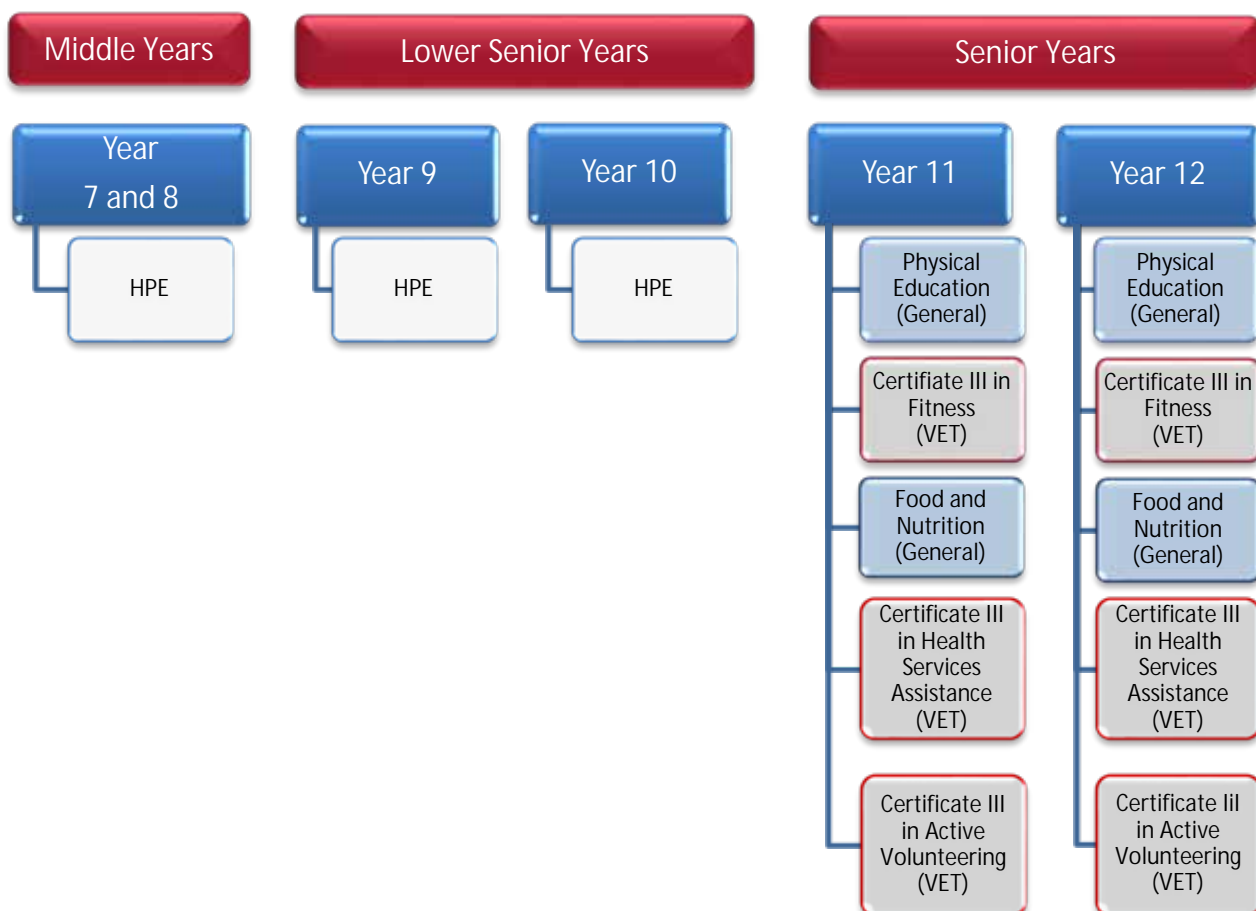 Middle Years
Lower Senior Years
Senior Years
Year
7 and 8
Year 9
Year 10
Year 11
Year 12
HPE
HPE
HPE
Physical
Education
(General)
Physical
Education
(General)
Certifiate III in
Fitness
(VET)
Certificate III in
Fitness
(VET)
Food and
Nutrition
(General)
Food and
Nutrition
(General)
Certificate III
in Health
Services
Assistance
(VET)
Certificate III
in Health
Services
Assistance
(VET)
Certificate III
in Active
Volunteering
(VET)
Certificate Iil
in Active
Volunteering
(VET)